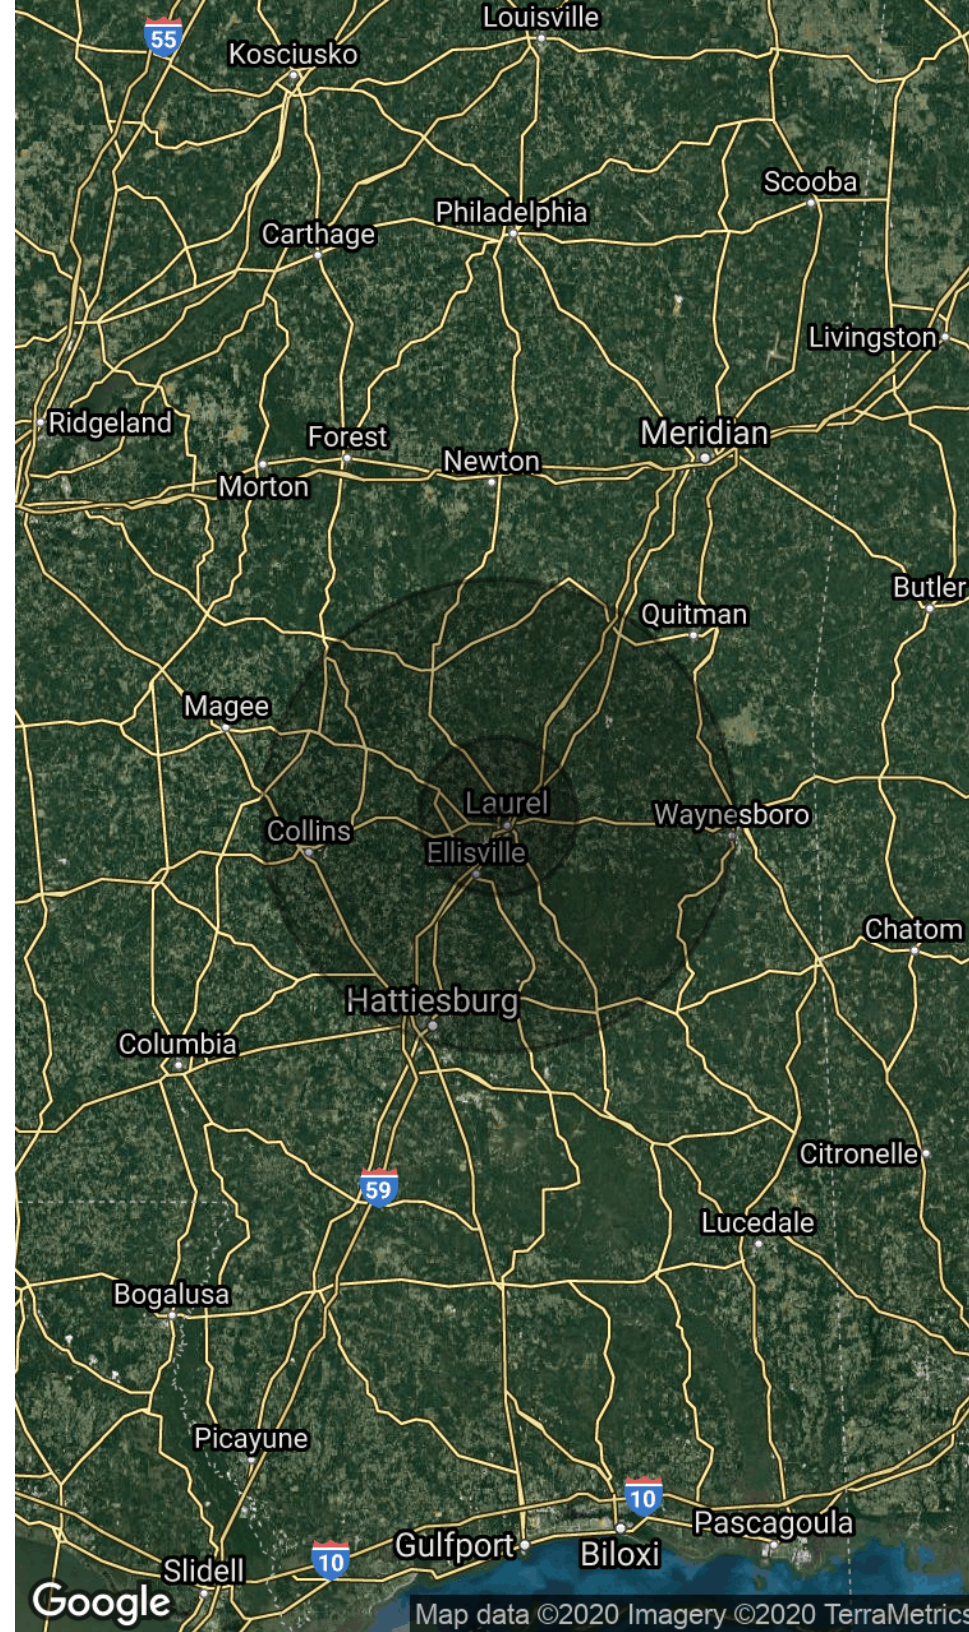 Louisville
55
Kosciusko
Scooba
Philadelphia
Carthage
Livingston
Ridgeland
Forest
Meridian
Newton
Morton
Butler
Quitman
Magee
Laurel
Waynesboro
Collins
Ellisville
Chatom
Hattiesburg
Columbia
Citronelle
59
Lucedale
Bogalusa
Picayune
10
Pascagoula
Gulfport
Biloxi
10
Slidell
Google
Map data ©2020 Imagery ©2020 TerraMetrics